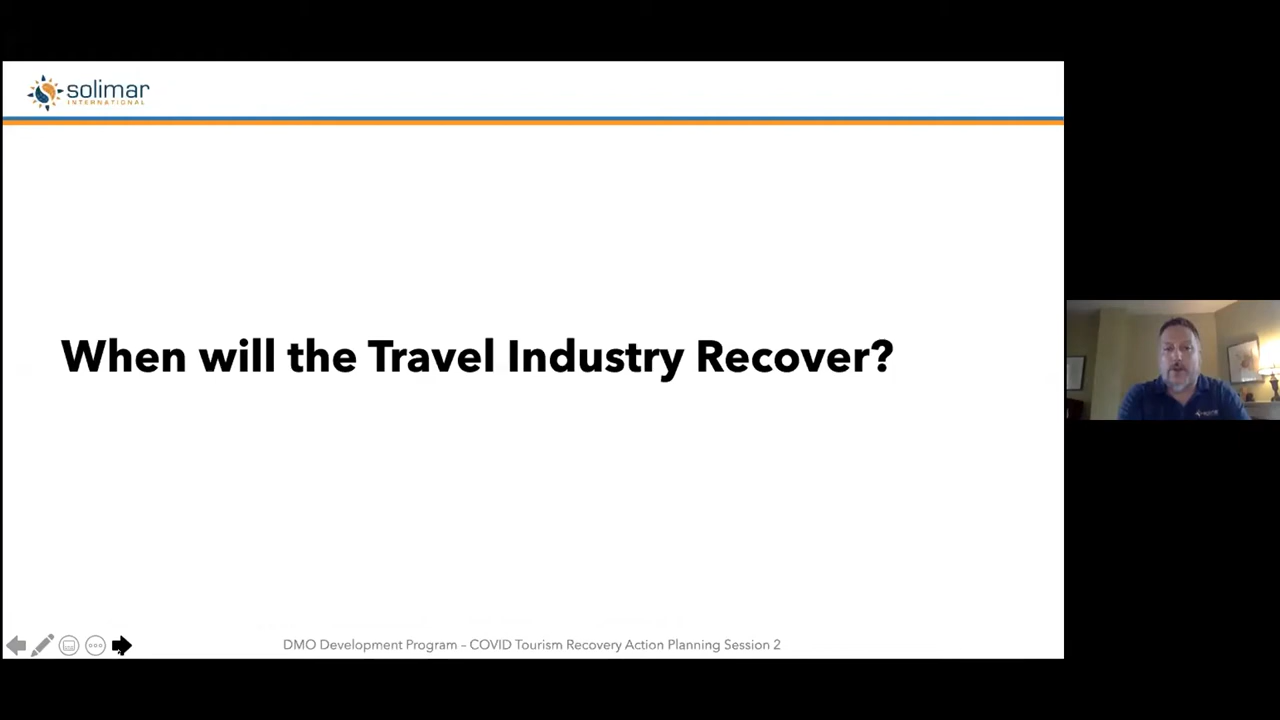 solimar
INTERNATIONAL
When will the Travel Industry Recover?
DMO Development Program – COVID Tourism Recovery Action Planning Session 2